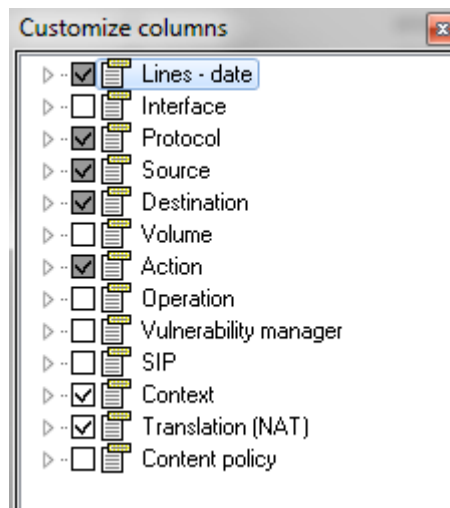 Customize columns
Lines - date
Interface
Protocol
Source
Destination
Volume
Action
Operation
Vulnerability manager
SIP
Context
Translation (NAT)
Content policy